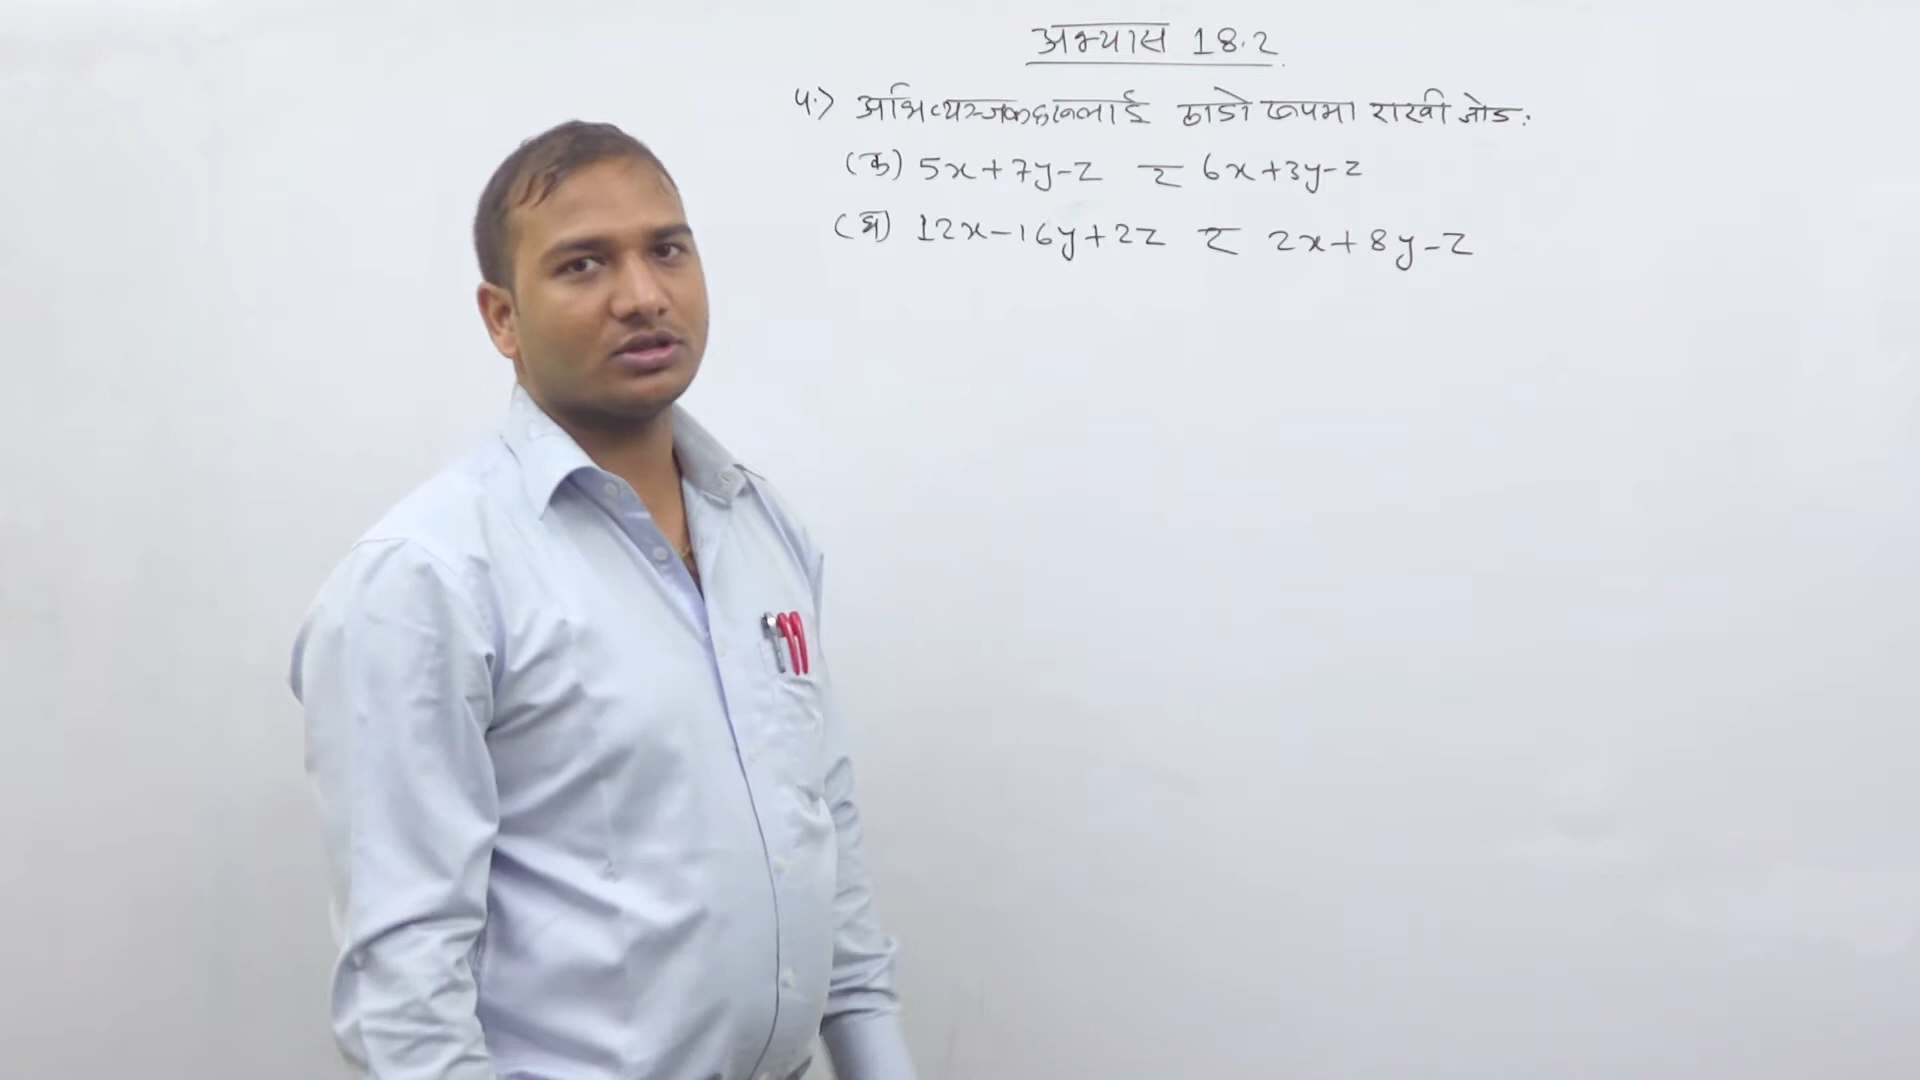 अभ्यास 18.2
५.) अभिव्यञ्जकहरूलाई ठाडो रूपमा राखी जोड:
(क) 5x+7y-z र 6x+3y-z
(घ) 12x-16y+2z र 2x+8y-z